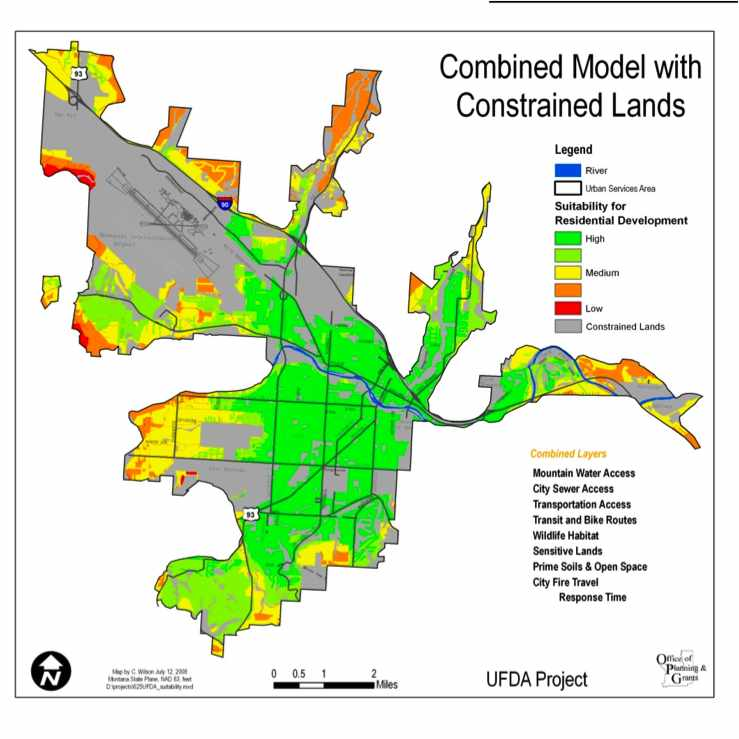 Combined Model with
Constrained Lands
Legend
River
Urban Services Area
Suitability for
Residential Development
High
Medium
Low
Constrained Lands
93
90
93
Combined Layers
Mountain Water Access
City Sewer Access
Transportation Access
Transit and Bike Routes
Wildlife Habitat
Sensitive Lands
Prime Soils & Open Space
City Fire Travel
Response Time
N
Map by C. Wilson July 12, 2008
Montana State Plane, NAD 83, feet
0 0.5 1 2
Miles
UFDA Project
Office of
Planning &
Grants